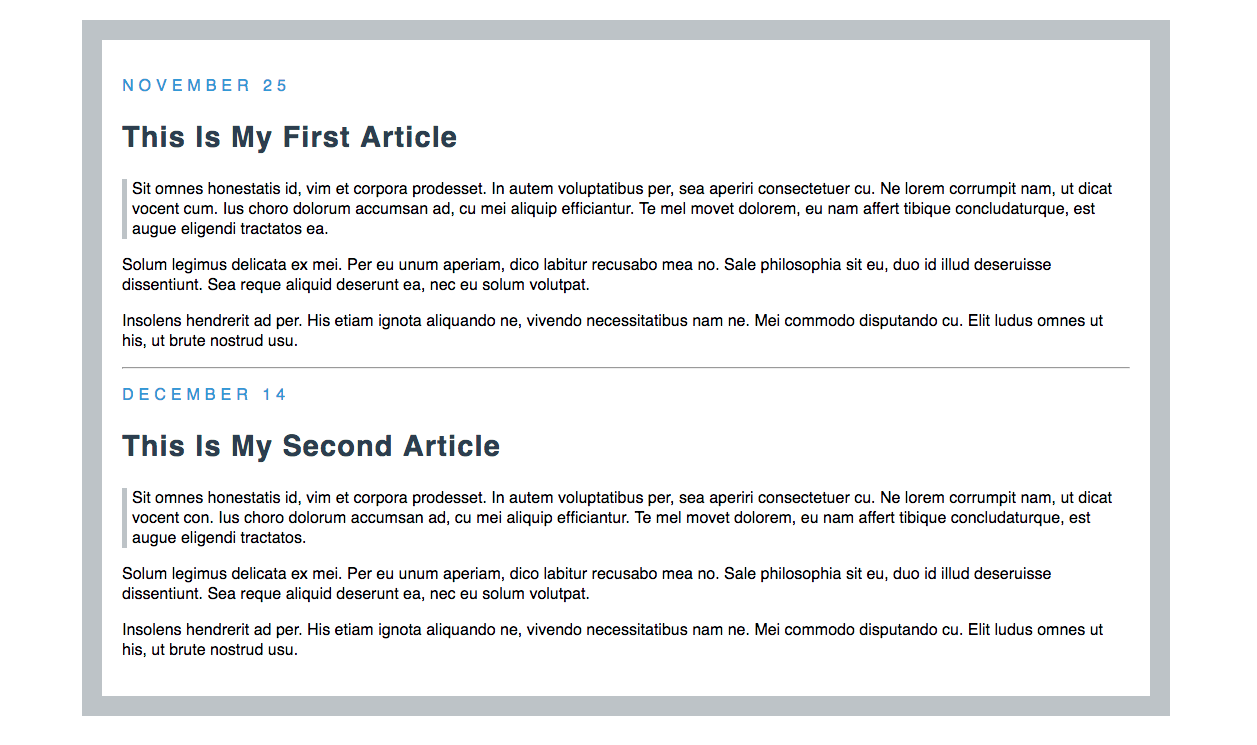 NOVEMBER 25
This Is My First Article
Sit omnes honestatis id, vim et corpora prodesset. In autem voluptatibus per, sea aperiri consectetuer cu. Ne lorem corrumpit nam, ut dicat
vocent cum. Ius choro dolorum accumsan ad, cu mei aliquip efficiantur. Te mel movet dolorem, eu nam affert tibique concludaturque, est
augue eligendi tractatos ea.
Solum legimus delicata ex mei. Per eu unum aperiam, dico labitur recusabo mea no. Sale philosophia sit eu, duo id illud deseruisse
dissentiunt. Sea reque aliquid deserunt ea, nec eu solum volutpat.
Insolens hendrerit ad per. His etiam ignota aliquando ne, vivendo necessitatibus nam ne. Mei commodo disputando cu. Elit ludus omnes ut
his, ut brute nostrud usu.
DECEMBER 14
This Is My Second Article
Sit omnes honestatis id, vim et corpora prodesset. In autem voluptatibus per, sea aperiri consectetuer cu. Ne lorem corrumpit nam, ut dicat
vocent con. Ius choro dolorum accumsan ad, cu mei aliquip efficiantur. Te mel movet dolorem, eu nam affert tibique concludaturque, est
augue eligendi tractatos.
Solum legimus delicata ex mei. Per eu unum aperiam, dico labitur recusabo mea no. Sale philosophia sit eu, duo id illud deseruisse
dissentiunt. Sea reque aliquid deserunt ea, nec eu solum volutpat.
Insolens hendrerit ad per. His etiam ignota aliquando ne, vivendo necessitatibus nam ne. Mei commodo disputando cu. Elit ludus omnes ut
his, ut brute nostrud usu.